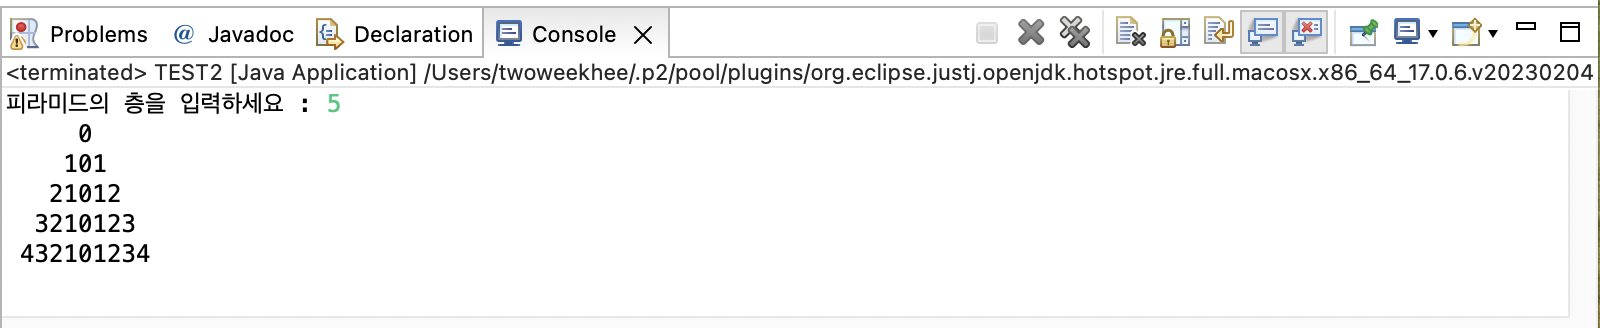 Problems @ Javadoc Declaration Console
<terminated> TEST2 [Java Application] /Users/twoweekhee/.p2/pool/plugins/org.eclipse.justj.openjdk.hotspot.jre.full.macosx.x86_64_17.0.6.v20230204
피라미드의 층을 입력하세요 : 5
     0
    101
   21012
  3210123
 432101234